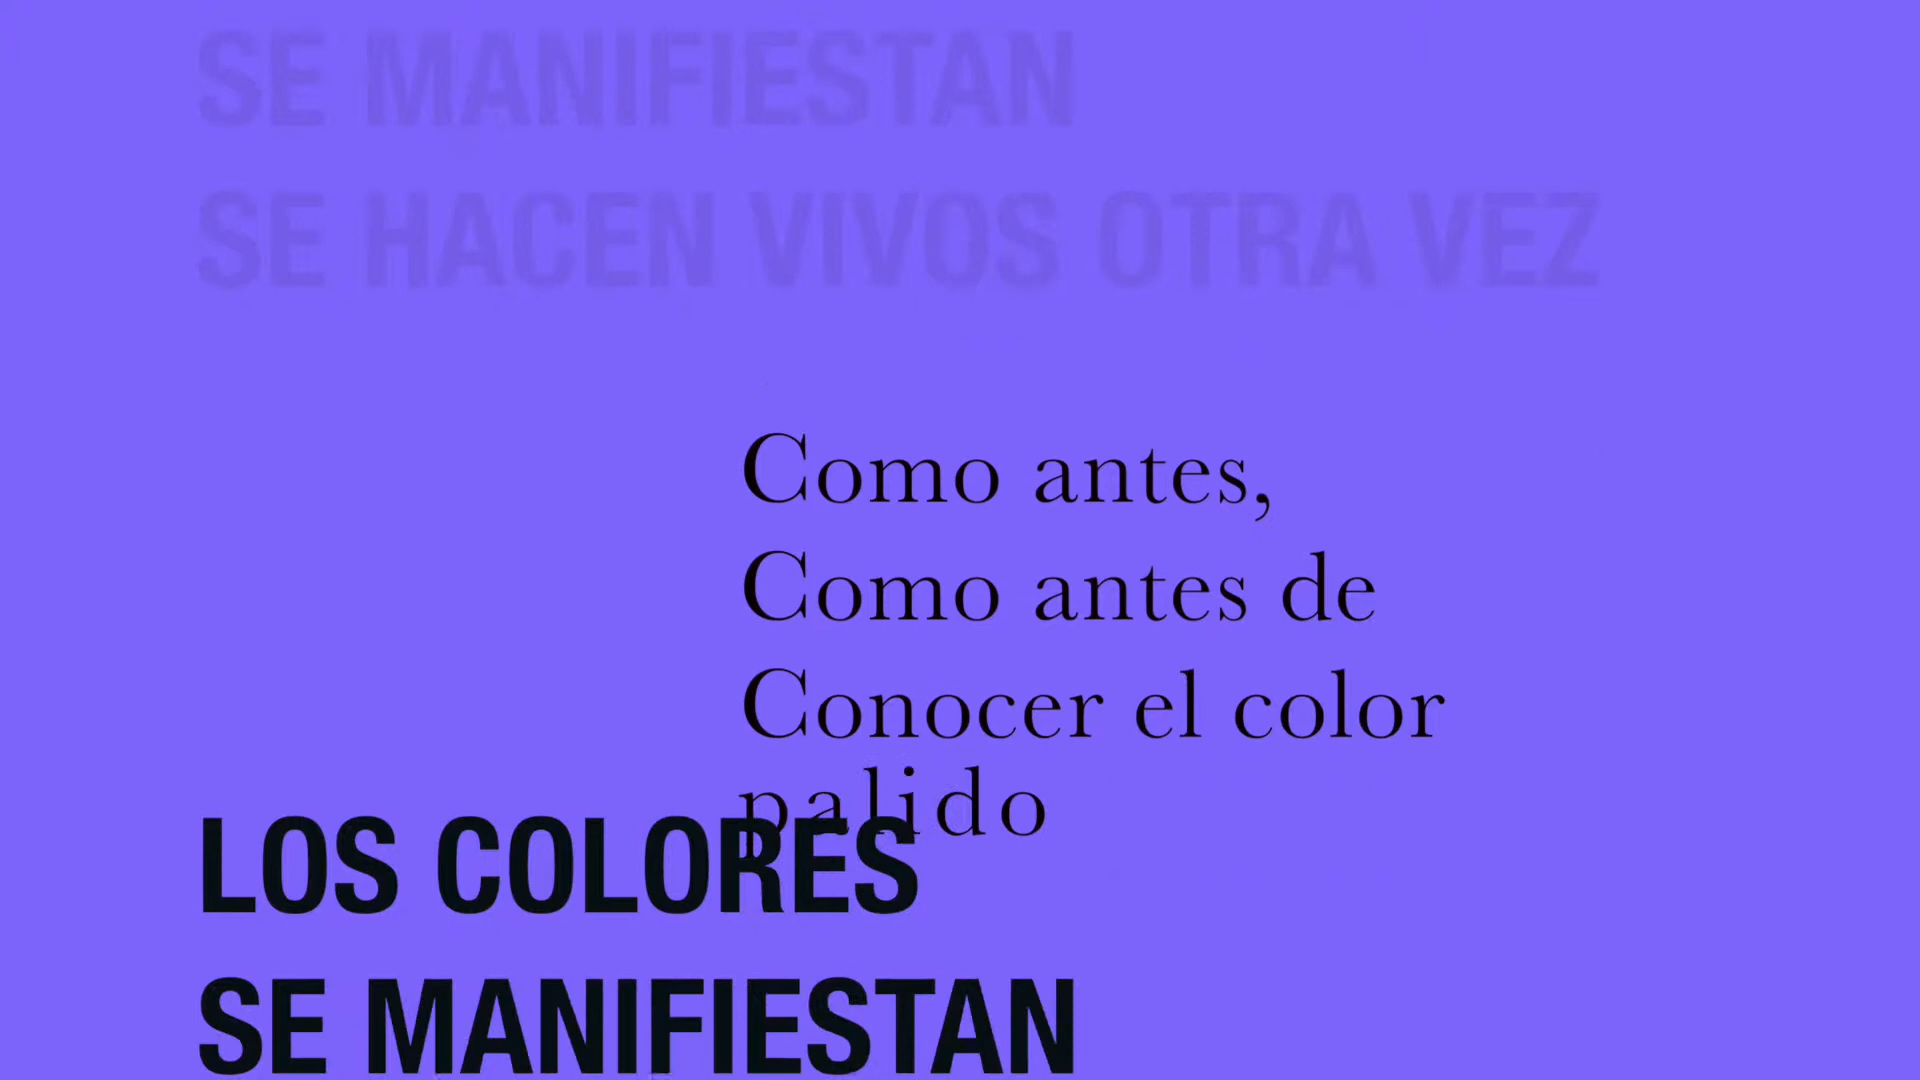 SE MANIFIESTAN
SE HACEN VIVOS OTRA VEZ
Como antes,
Como antes de
Conocer el color
palido
LOS COLORES
SE MANIFIESTAN